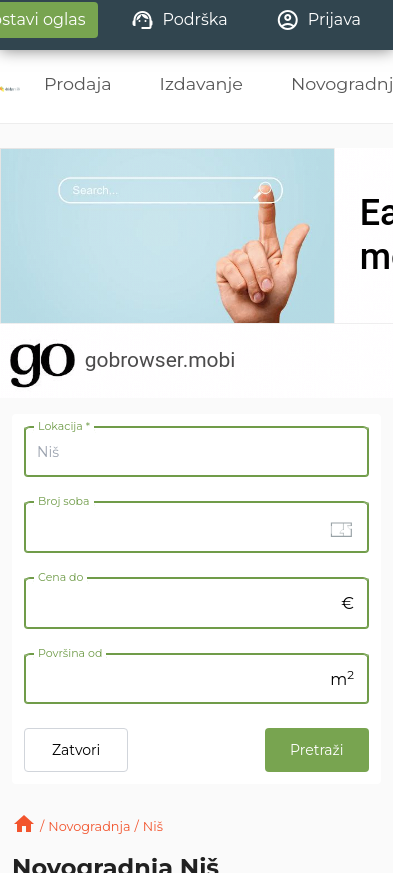 ostavi oglas
Podrška
Prijava
Prodaja
Izdavanje
Novogradnj
Search...
Ea
m
go gobrowser.mobi
Lokacija *
Niš
Broj soba
Cena do
€
Površina od
m²
Zatvori
Pretraži
/ Novogradnja / Niš
Novogradnja Niš